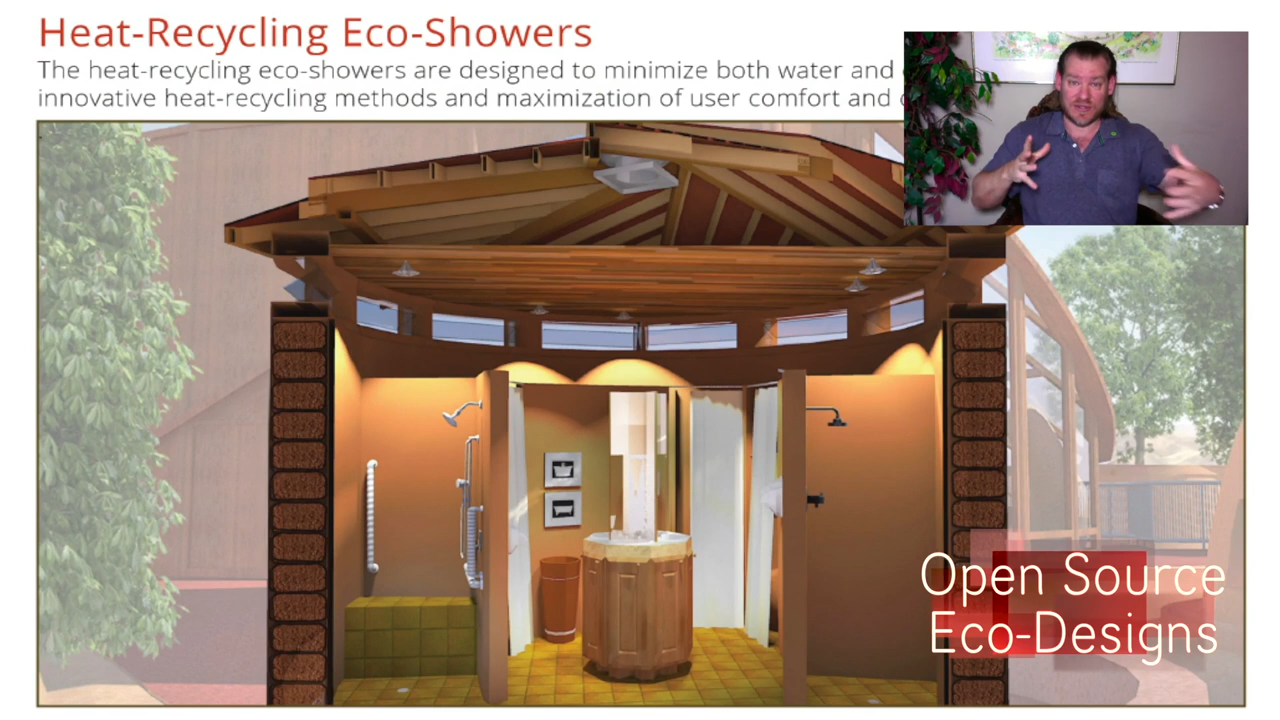 Heat-Recycling Eco-Showers
The heat-recycling eco-showers are designed to minimize both water and
innovative heat-recycling methods and maximization of user comfort and
Open Source
Eco-Designs